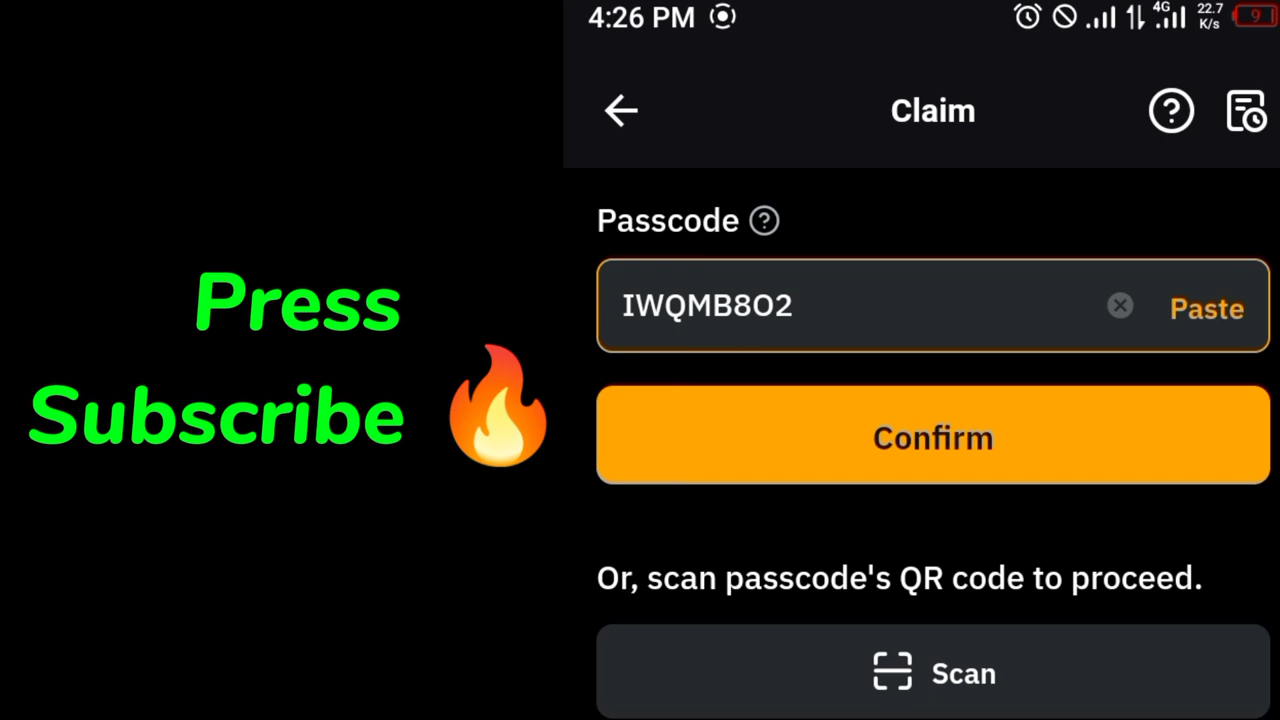 4:26 PM
4G
22.7
K/s
9
Claim
Passcode
IWQMB8O2
Paste
Confirm
Or, scan passcode's QR code to proceed.
Scan
Press
Subscribe